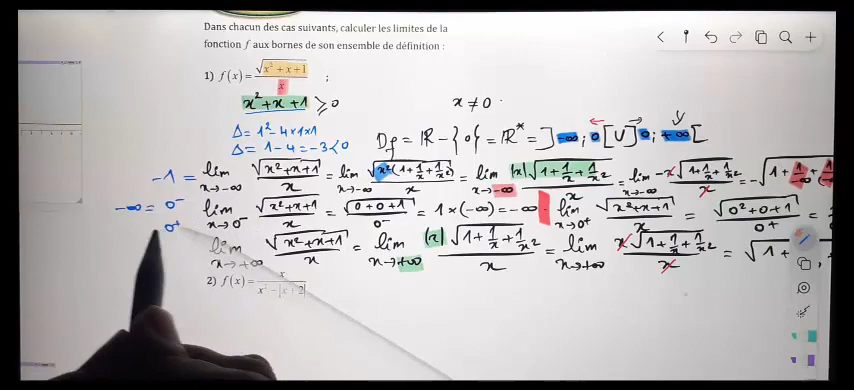 Dans chacun des cas suivants, calculer les limites de la
fonction f aux bornes de son ensemble de définition :
1) f(x) = √(x² + x + 1) / x ;
x² + x + 1 ⩾ 0
x ≠ 0
Δ = 1² - 4×1×1
Δ = 1 - 4 = -3 < 0
Df = ℝ - {0} = ℝ* = ]-∞; 0[ U ]0; +∞[
-1 = lim x→-∞ √(x²+x+1) / x = lim x→-∞ √(x²(1 + 1/x + 1/x²)) / x = lim x→-∞ |x|√(1 + 1/x + 1/x²) / x = lim x→-∞ -x√(1 + 1/x + 1/x²) / x = -√(1 + 1/-∞ +
-∞ = 0⁻ lim x→0⁻ √(x²+x+1) / x = √(0+0+1) / 0⁻ = 1 × (-∞) = -∞ · lim x→0⁺ √(x²+x+1) / x = √(0²+0+1) / 0⁺ =
0⁺
lim x→+∞ √(x²+x+1) / x = lim x→+∞ |x|√(1 + 1/x + 1/x²) / x = lim x→+∞ x√(1 + 1/x + 1/x²) / x = √(1 +
2) f(x) = x / (x² - |x + 2|)